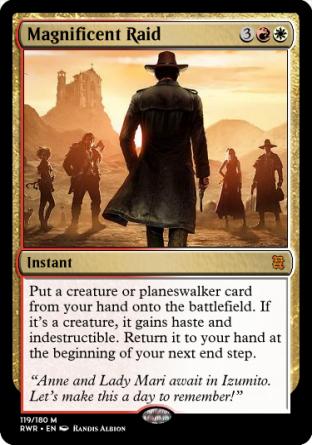 Magnificent Raid 3
Instant
Put a creature or planeswalker card
from your hand onto the battlefield. If
it's a creature, it gains haste and
indestructible. Return it to your hand at
the beginning of your next end step.
“Anne and Lady Mari await in Izumito.
Let's make this a day to remember!”
119/180 M
RWR • EN Randis Albion